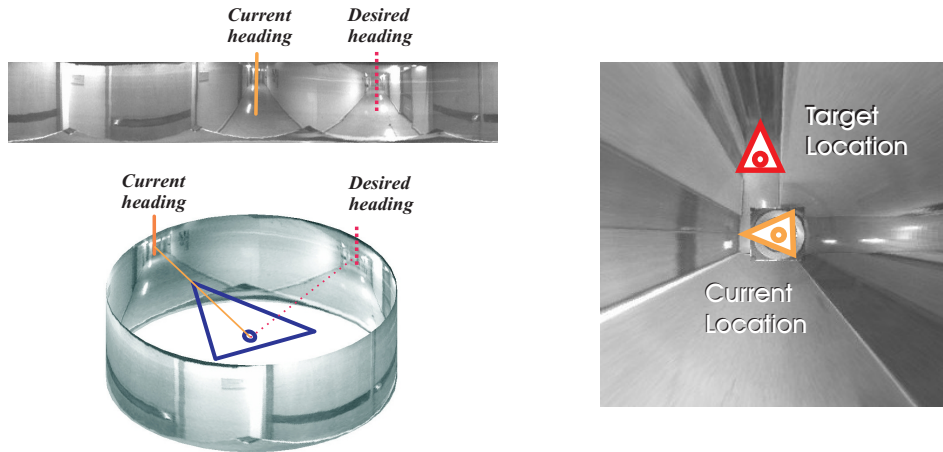 Current
heading
Desired
heading
Current
heading
Desired
heading
Target
Location
Current
Location